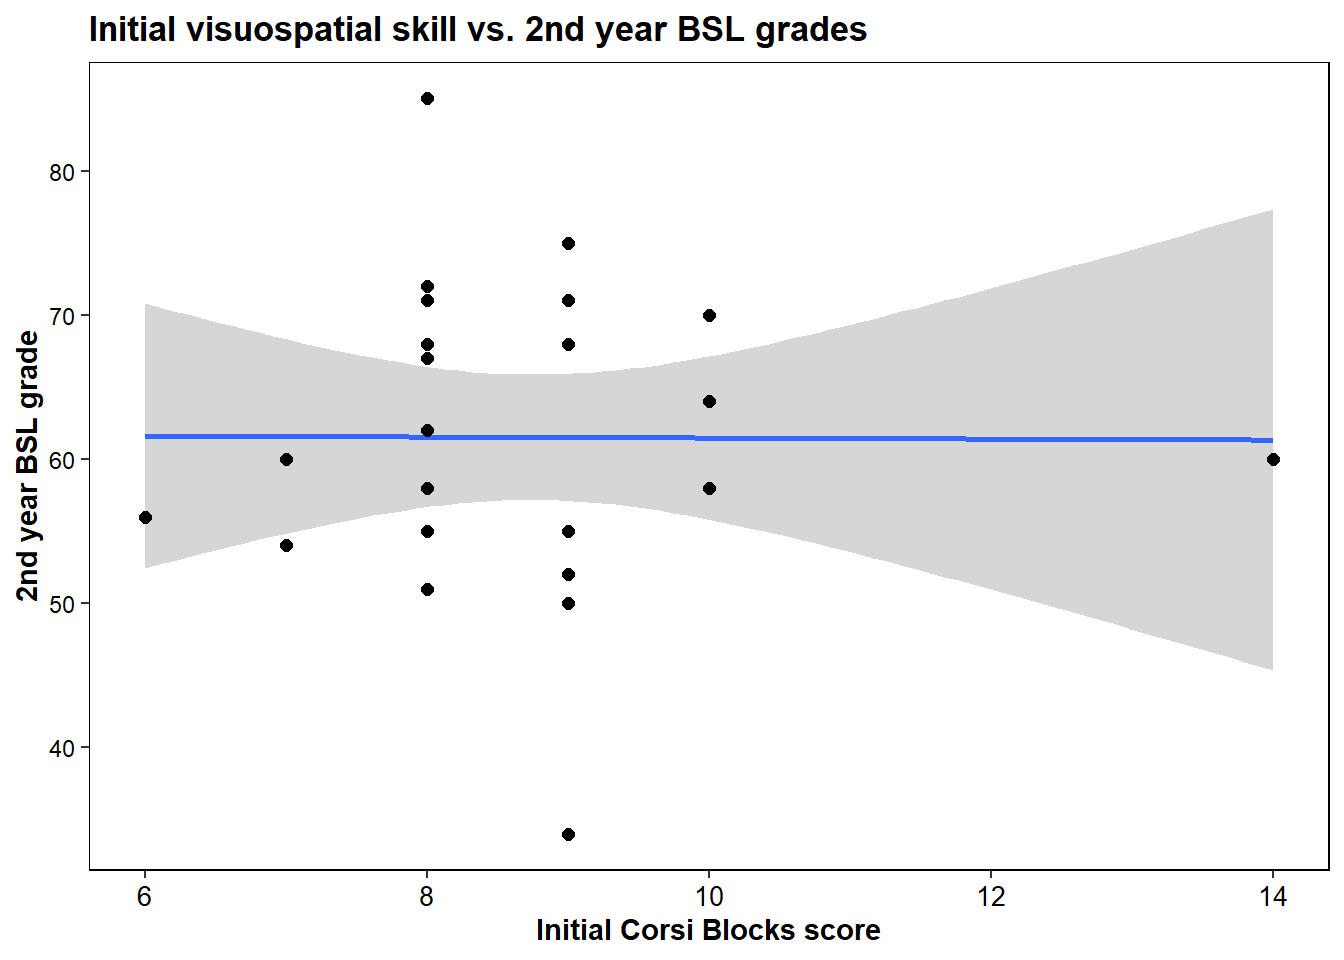 Initial visuospatial skill vs. 2nd year BSL grades
2nd year BSL grade
80
70
60
50
40
6 8 10 12 14
Initial Corsi Blocks score